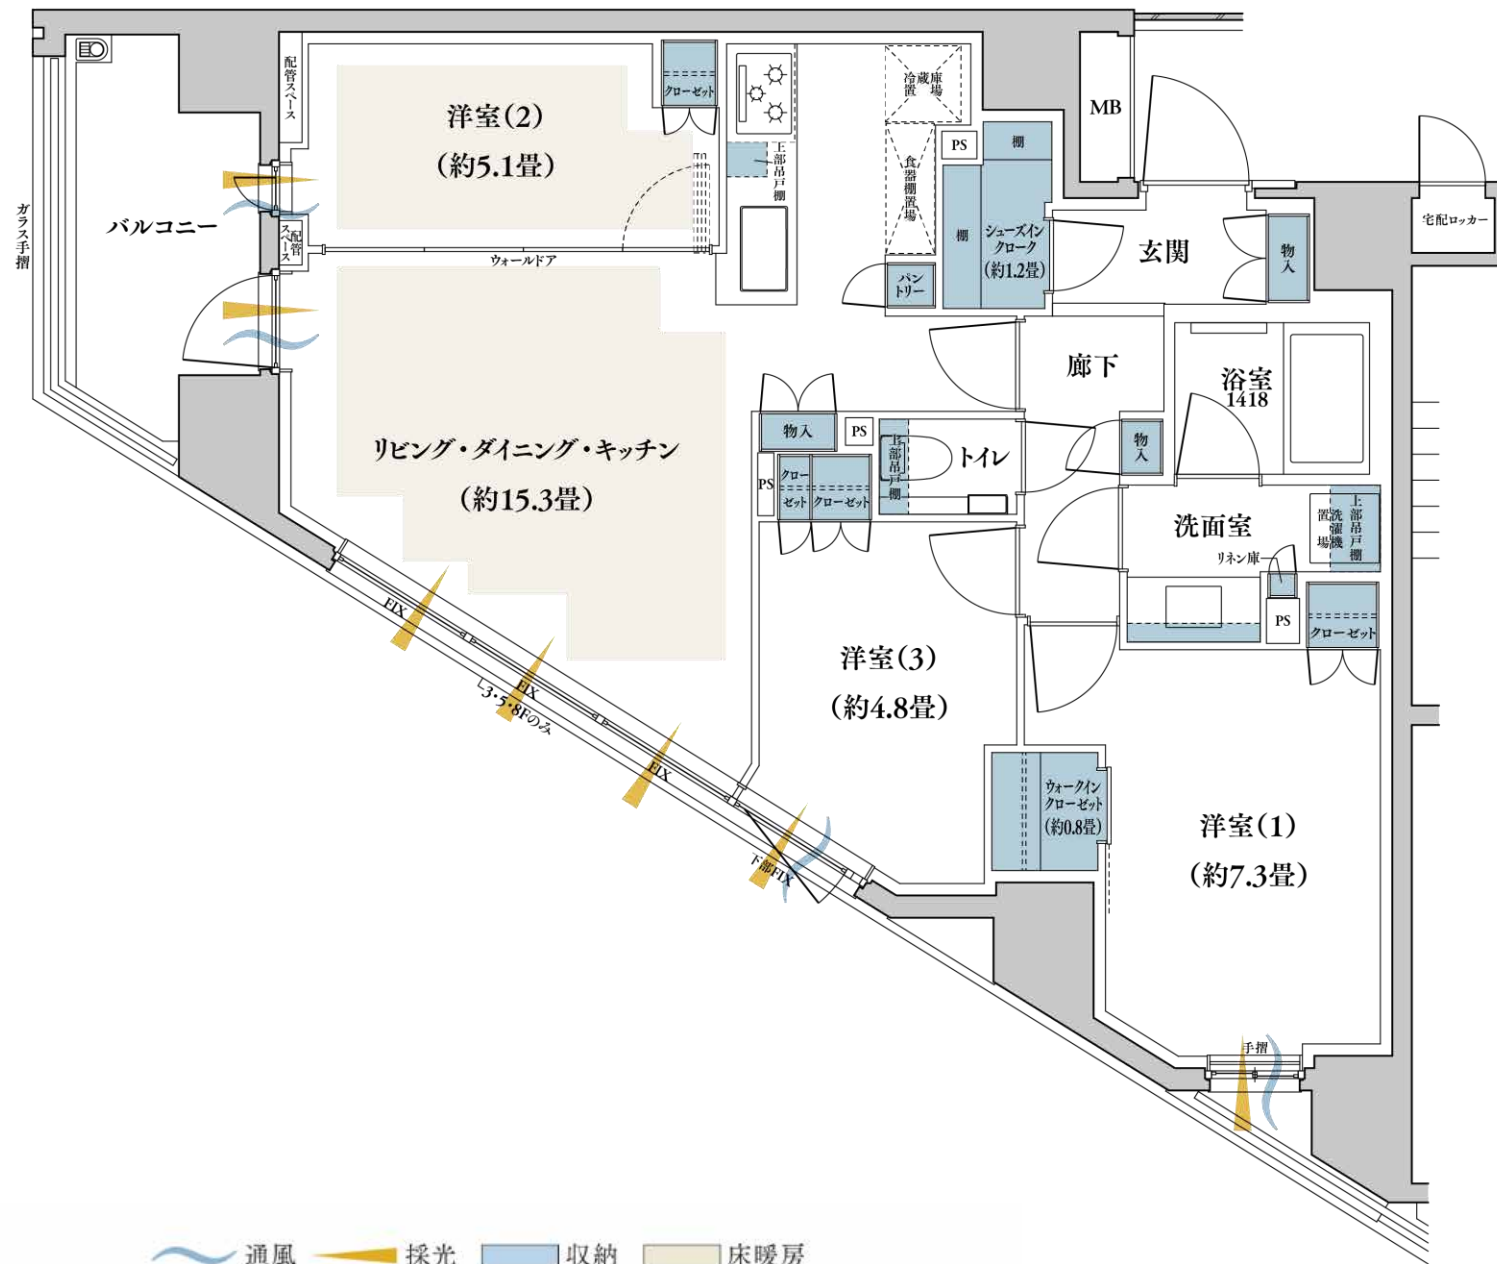 配管スペース
洋室(2)
(約5.1畳)
クローゼット
上部吊戸棚
冷蔵庫
置場
食器棚置場
PS
棚
棚
シューズイン
クローク
(約1.2畳)
MB
宅配ロッカー
ガラス手摺
バルコニー
配管
スペース
ウォールドア
パン
トリー
玄関
物入
廊下
浴室
1418
リビング・ダイニング・キッチン
(約15.3畳)
物入
PS
PS
クロー
ゼット
クローゼット
上部吊戸棚
トイレ
物入
洗面室
上部吊戸棚
洗濯機
置場
リネン庫
PS
クローゼット
FIX
FIX
FIX
3・5・8Fのみ
下部FIX
洋室(3)
(約4.8畳)
ウォークイン
クローゼット
(約0.8畳)
洋室(1)
(約7.3畳)
手摺
通風 採光 収納 床暖房